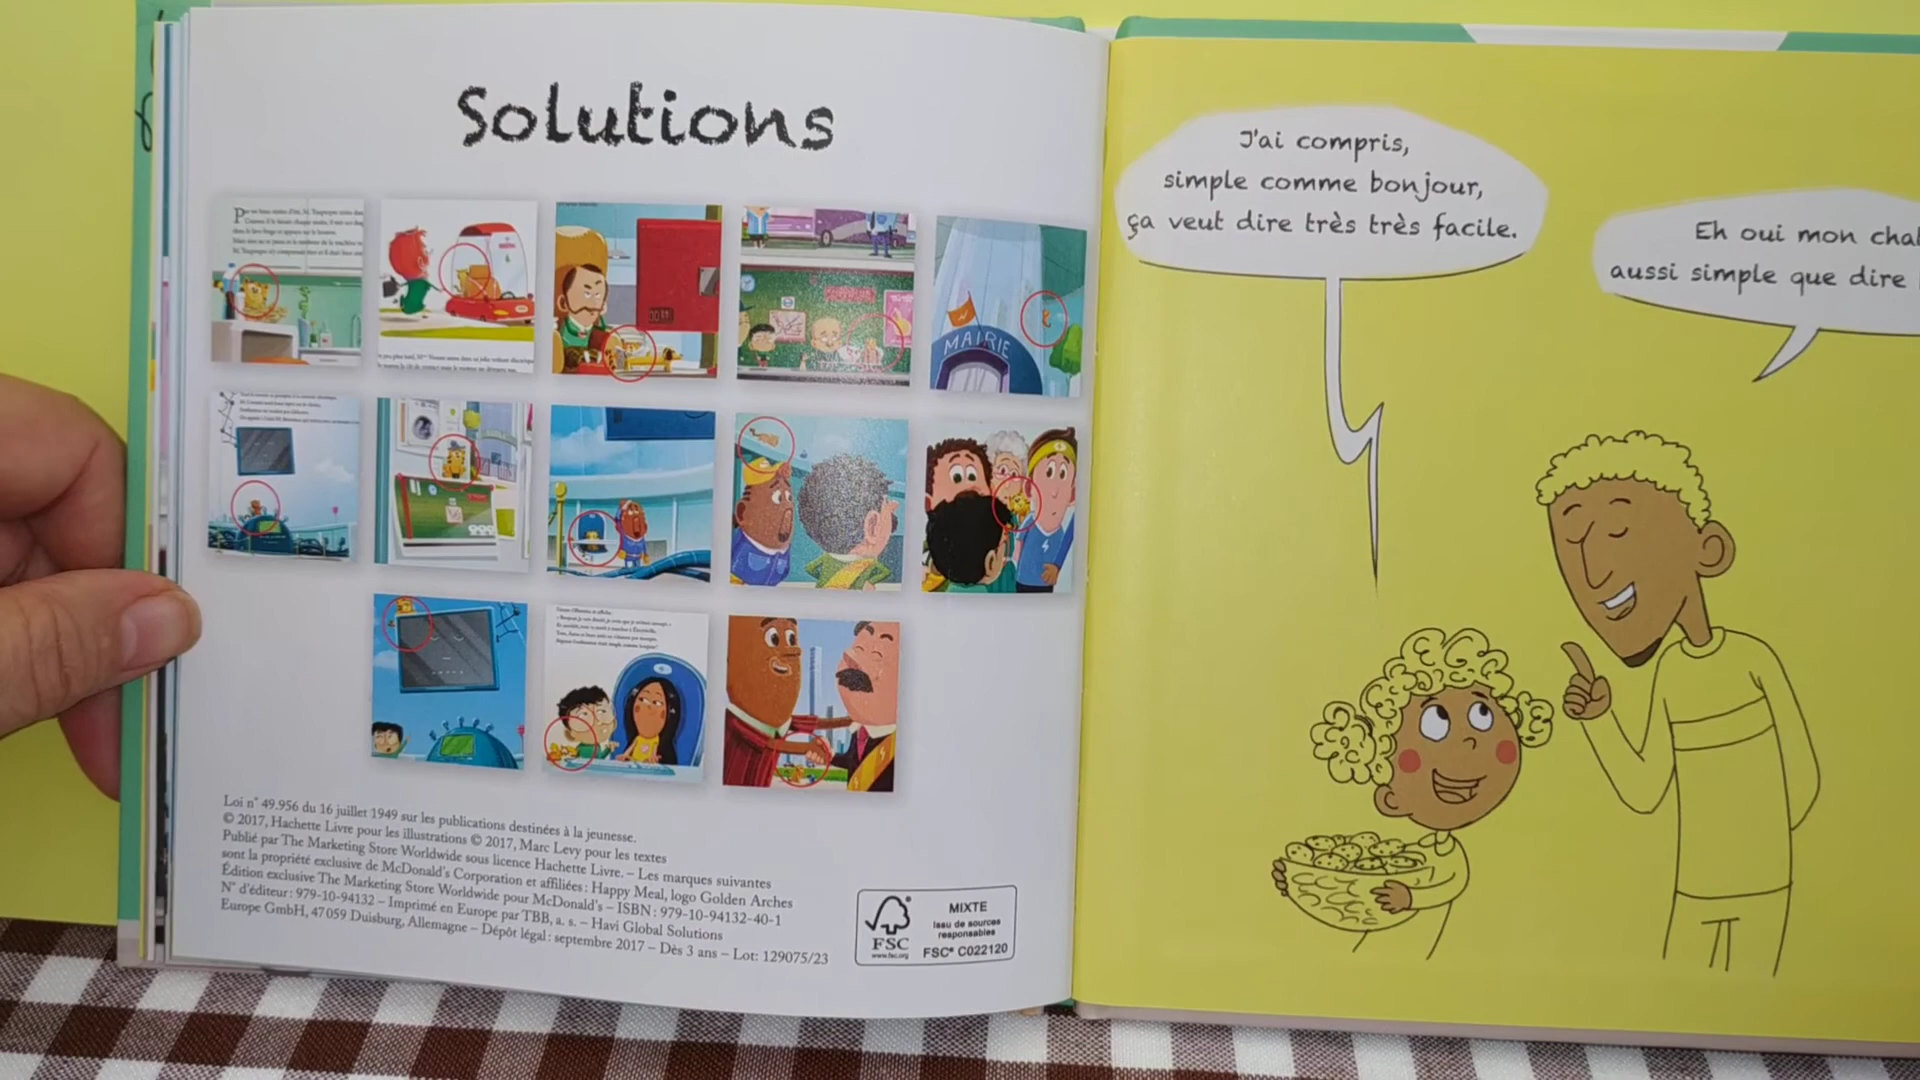 Solutions
MAIRIE
Loi n° 49.956 du 16 juillet 1949 sur les publications destinées à la jeunesse.
© 2017, Hachette Livre pour les illustrations © 2017, Marc Levy pour les textes
Publié par The Marketing Store Worldwide sous licence Hachette Livre. – Les marques suivantes
sont la propriété exclusive de McDonald's Corporation et affiliées : Happy Meal, logo Golden Arches
Édition exclusive The Marketing Store Worldwide pour McDonald's – ISBN : 979-10-94132-40-1
N° d'éditeur : 979-10-94132 – Imprimé en Europe par TBB, a. s. – Havi Global Solutions
Europe GmbH, 47 059 Duisburg, Allemagne – Dépôt légal : septembre 2017 – Dès 3 ans – Lot: 129075/23
FSC
www.fsc.org
MIXTE
Issu de sources
responsables
FSC® C022120
J'ai compris,
simple comme bonjour,
ça veut dire très très facile.
Eh oui mon
aussi simple que dire